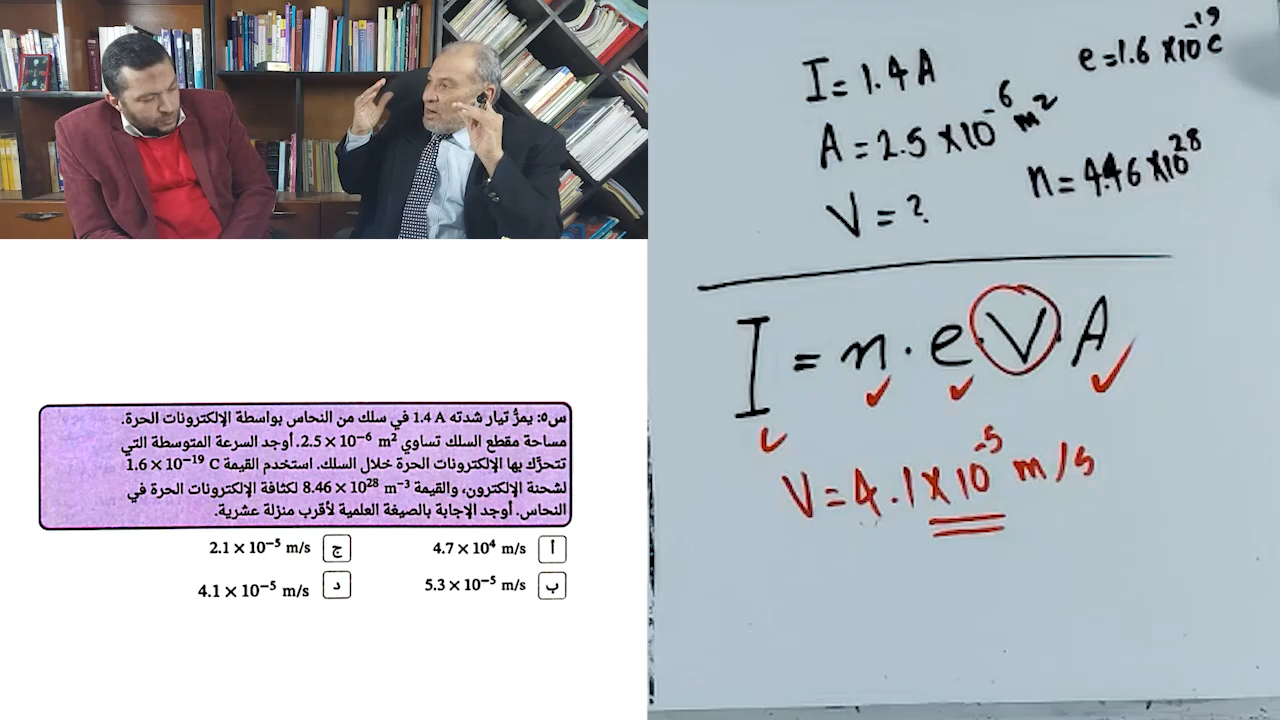 I = 1.4 A
e = 1.6 × 10⁻¹⁹ c
A = 2.5 × 10⁻⁶ m²
n = 4.46 × 10²⁸
V = ?
I = n . e . V . A
V = 4.1 × 10⁻⁵ m/s
س٥: يمرُّ تيار شدته 1.4 A في سلك من النحاس بواسطة الإلكترونات الحرة.
مساحة مقطع السلك تساوي 2.5 × 10⁻⁶ m². أوجد السرعة المتوسطة التي
تتحرَّك بها الإلكترونات الحرة خلال السلك. استخدم القيمة 1.6 × 10⁻¹⁹ C
لشحنة الإلكترون، والقيمة 8.46 × 10²⁸ m⁻³ لكثافة الإلكترونات الحرة في
النحاس. أوجد الإجابة بالصيغة العلمية لأقرب منزلة عشرية.
أ 4.7 × 10⁴ m/s
ج 2.1 × 10⁻⁵ m/s
ب 5.3 × 10⁻⁵ m/s
د 4.1 × 10⁻⁵ m/s